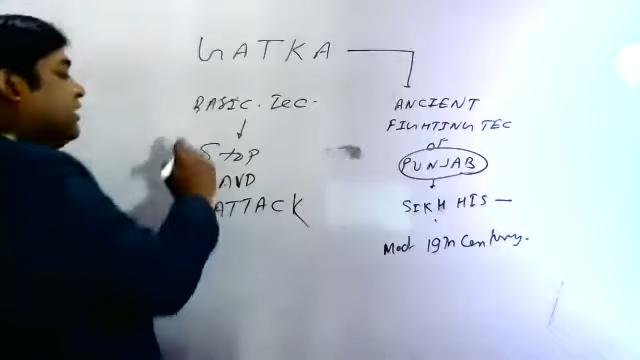 GATKA
BASIC. TEC-
STOP
AND
ATTACK
ANCIENT
FIGHTING TEC
OF
PUNJAB
SIKH HIS —
Mod 19th Century.